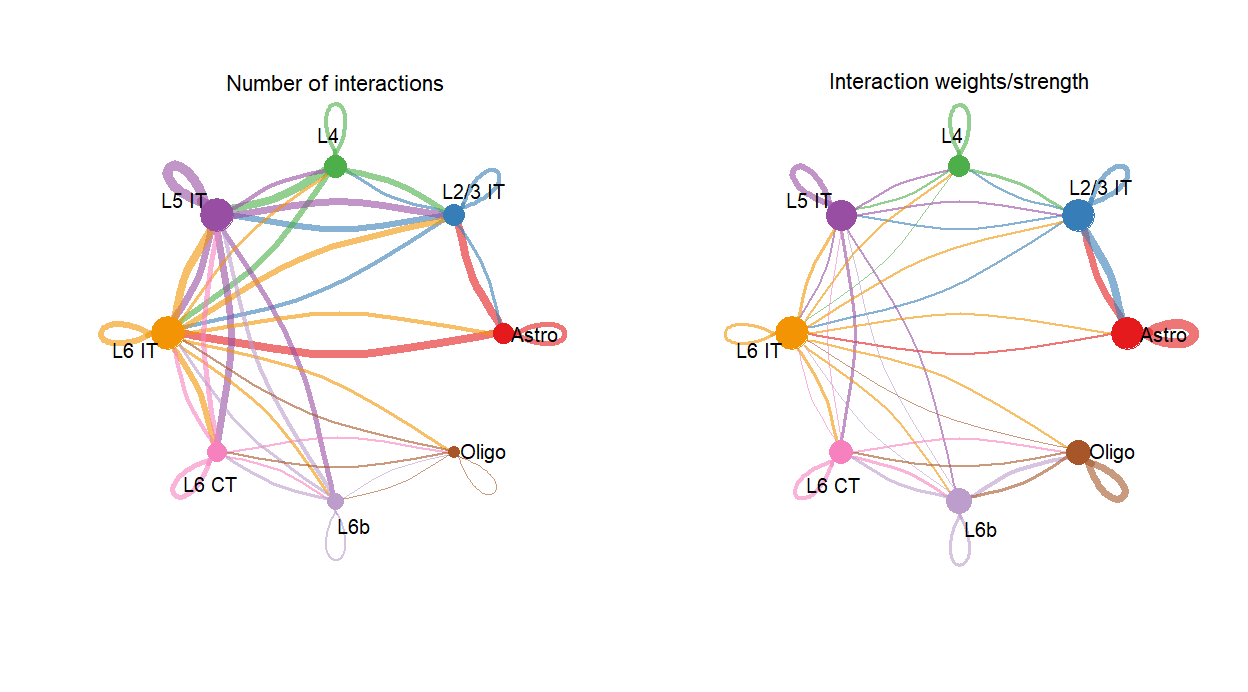 Number of interactions
L4
L2/3 IT
L5 IT
Astro
L6 IT
Oligo
L6 CT
L6b
Interaction weights/strength
L4
L2/3 IT
L5 IT
Astro
L6 IT
Oligo
L6 CT
L6b